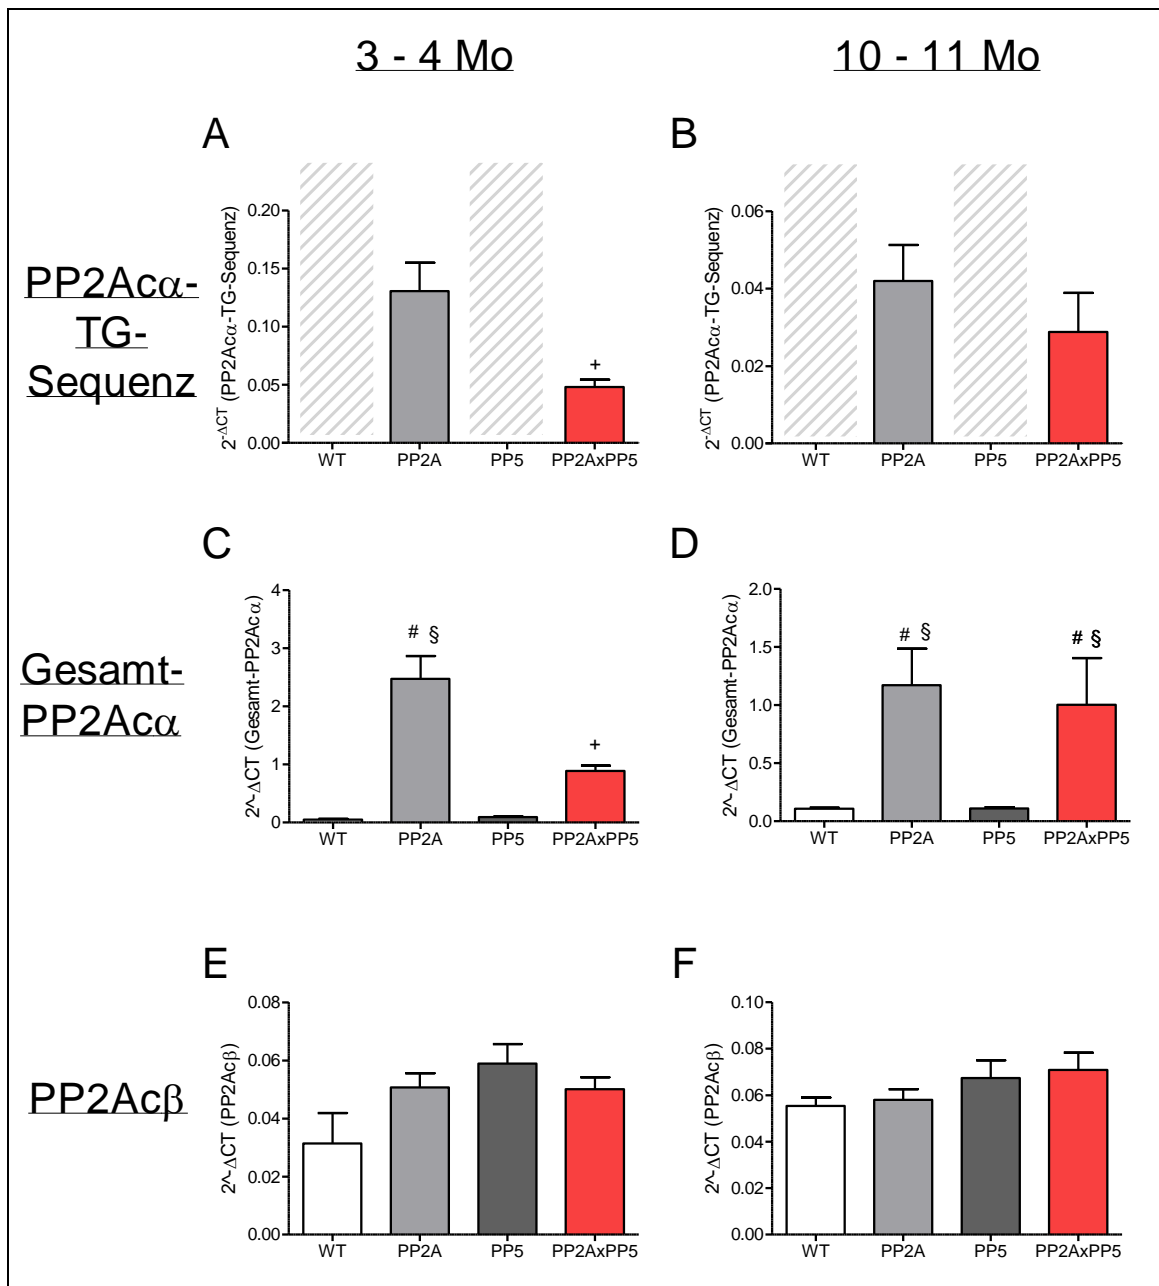 3 - 4 Mo
10 - 11 Mo
PP2Acα-
TG-
Sequenz
A
2^-ΔCT (PP2Acα-TG-Sequenz)
0.20
0.15
0.10
0.05
0.00
+
WT PP2A PP5 PP2AxPP5
B
2^-ΔCT (PP2Acα-TG-Sequenz)
0.06
0.04
0.02
0.00
WT PP2A PP5 PP2AxPP5
Gesamt-
PP2Acα
C
2^-ΔCT (Gesamt-PP2Acα)
4
3
2
1
0
# §
+
WT PP2A PP5 PP2AxPP5
D
2^-ΔCT (Gesamt-PP2Acα)
2.0
1.5
1.0
0.5
0.0
# §
# §
WT PP2A PP5 PP2AxPP5
PP2Acβ
E
2^-ΔCT (PP2Acβ)
0.08
0.06
0.04
0.02
0.00
WT PP2A PP5 PP2AxPP5
F
2^-ΔCT (PP2Acβ)
0.10
0.08
0.06
0.04
0.02
0.00
WT PP2A PP5 PP2AxPP5